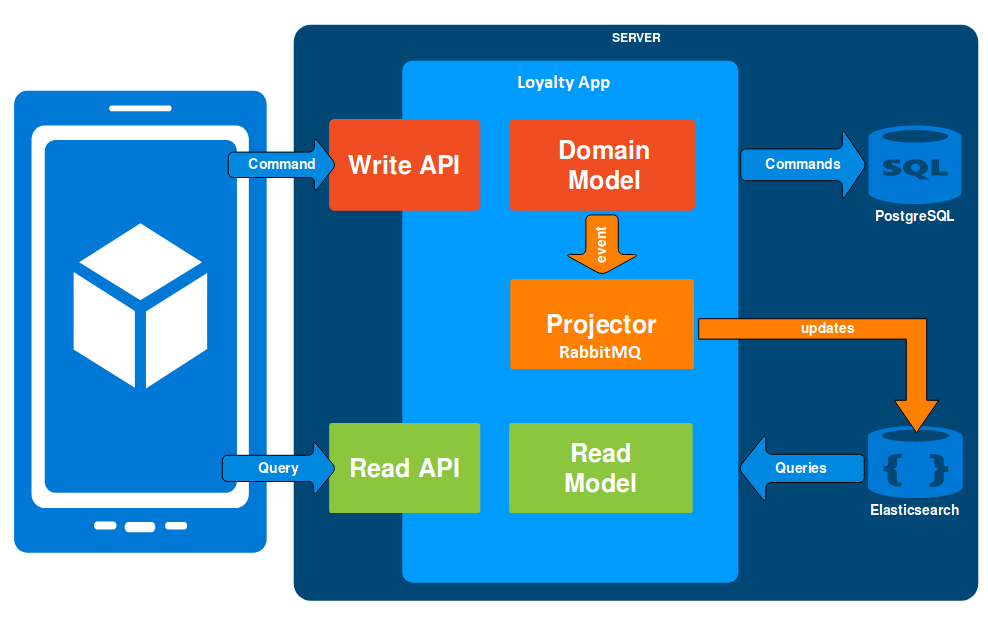 SERVER
Loyalty App
Command
Write API
Domain
Model
Commands
SQL
PostgreSQL
event
Projector
RabbitMQ
updates
Query
Read API
Read
Model
Queries
{ }
Elasticsearch